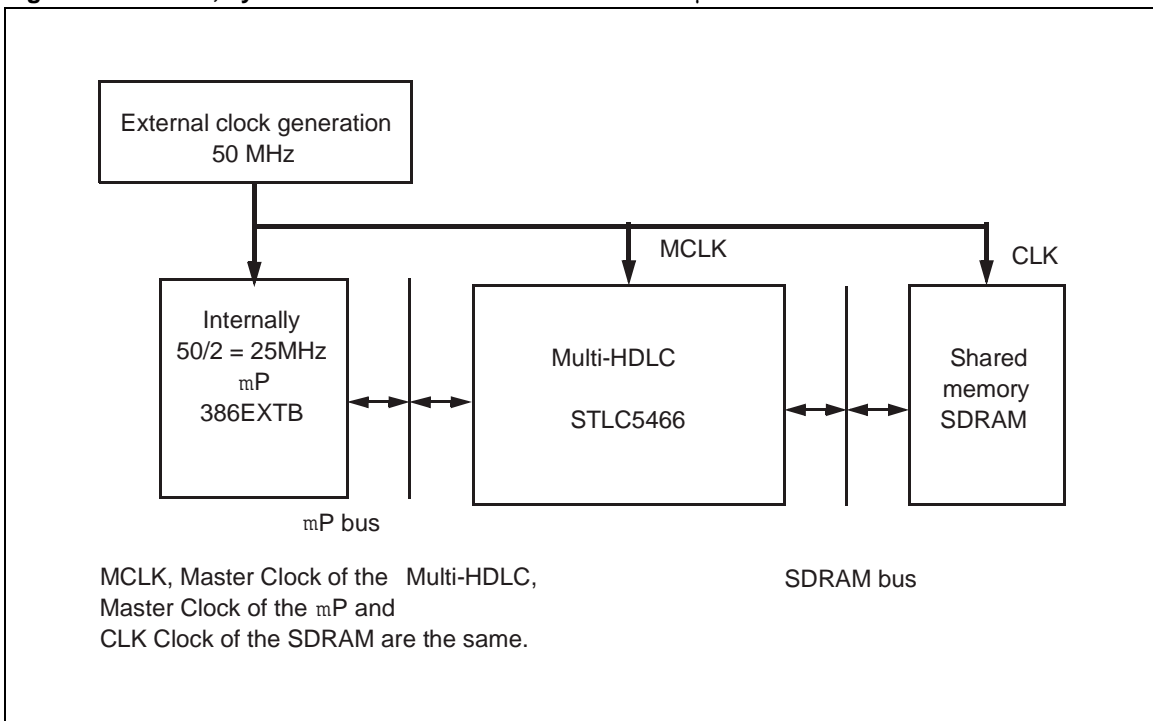 External clock generation
50 MHz
MCLK
CLK
Internally
50/2 = 25MHz
mP
386EXTB
Multi-HDLC
STLC5466
Shared
memory
SDRAM
mP bus
SDRAM bus
MCLK, Master Clock of the Multi-HDLC,
Master Clock of the mP and
CLK Clock of the SDRAM are the same.